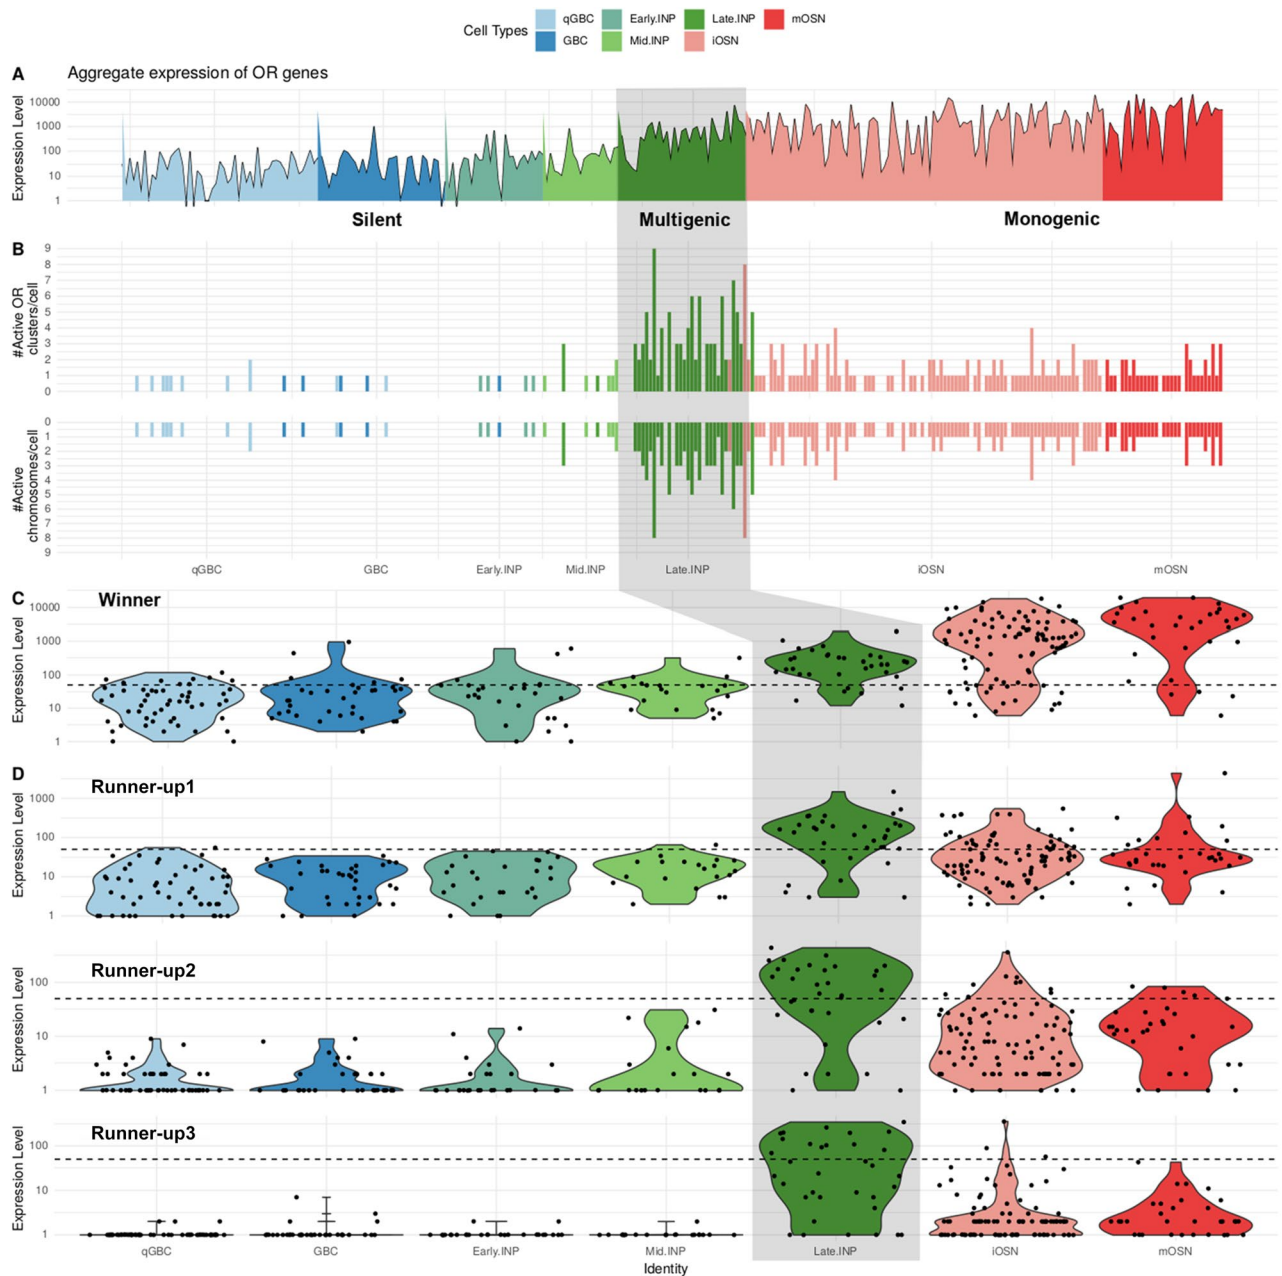 Cell Types
qGBC Early.INP Late.INP mOSN
GBC Mid.INP iOSN
A
Aggregate expression of OR genes
Expression Level
10000
1000
100
10
1
Silent Multigenic Monogenic
B
#Active OR
clusters/cell
9
8
7
6
5
4
3
2
1
0
#Active
chromosomes/cell
0
1
2
3
4
5
6
7
8
9
qGBC GBC Early.INP Mid.INP Late.INP iOSN mOSN
C
Winner
Expression Level
10000
1000
100
10
1
D
Runner-up1
Expression Level
1000
100
10
1
Runner-up2
Expression Level
100
10
1
Runner-up3
Expression Level
100
10
1
qGBC GBC Early.INP Mid.INP Late.INP iOSN mOSN
Identity